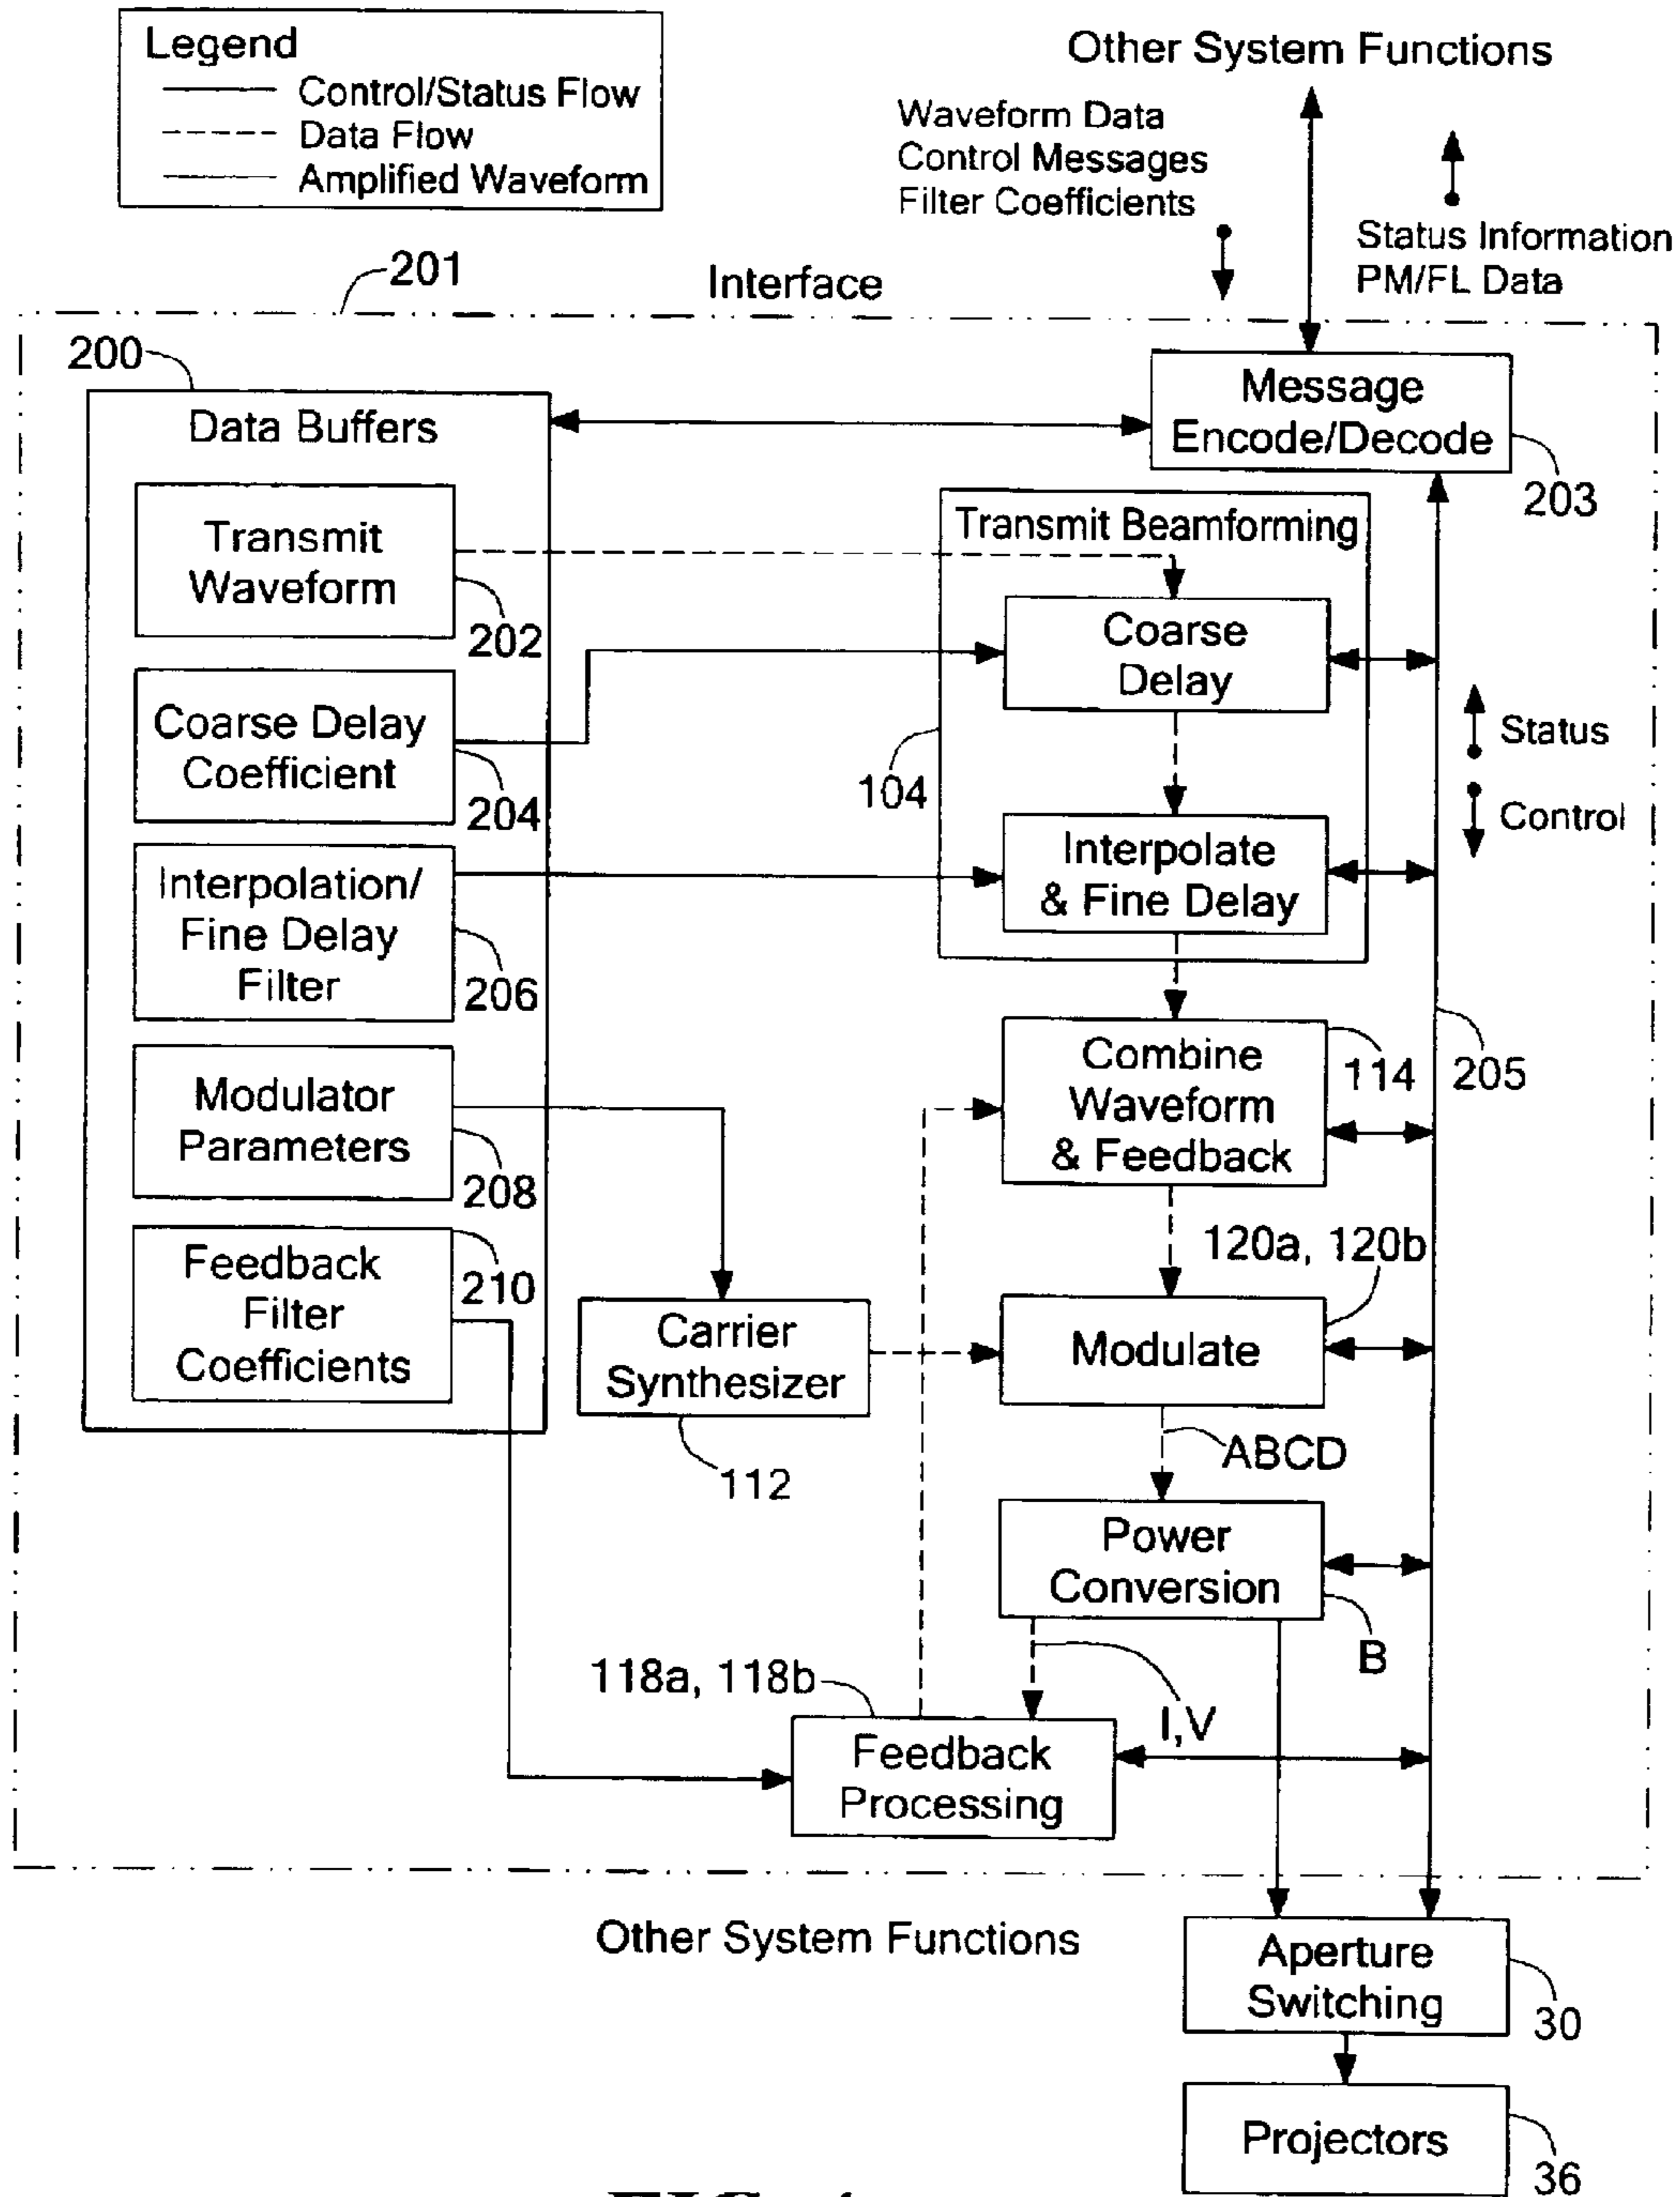 Legend
Control/Status Flow
Data Flow
Amplified Waveform
Other System Functions
Waveform Data
Control Messages
Filter Coefficients
Status Information
PM/FL Data
201
Interface
200
Data Buffers
Message
Encode/Decode
203
Transmit
Waveform
202
Transmit Beamforming
Coarse
Delay
Coarse Delay
Coefficient
204
104
Status
Control
Interpolate
& Fine Delay
Interpolation/
Fine Delay
Filter
206
Combine
Waveform
& Feedback
114
205
Modulator
Parameters
208
120a, 120b
Feedback
Filter
Coefficients
210
Carrier
Synthesizer
112
Modulate
ABCD
Power
Conversion
B
118a, 118b
I,V
Feedback
Processing
Other System Functions
Aperture
Switching
30
Projectors
36